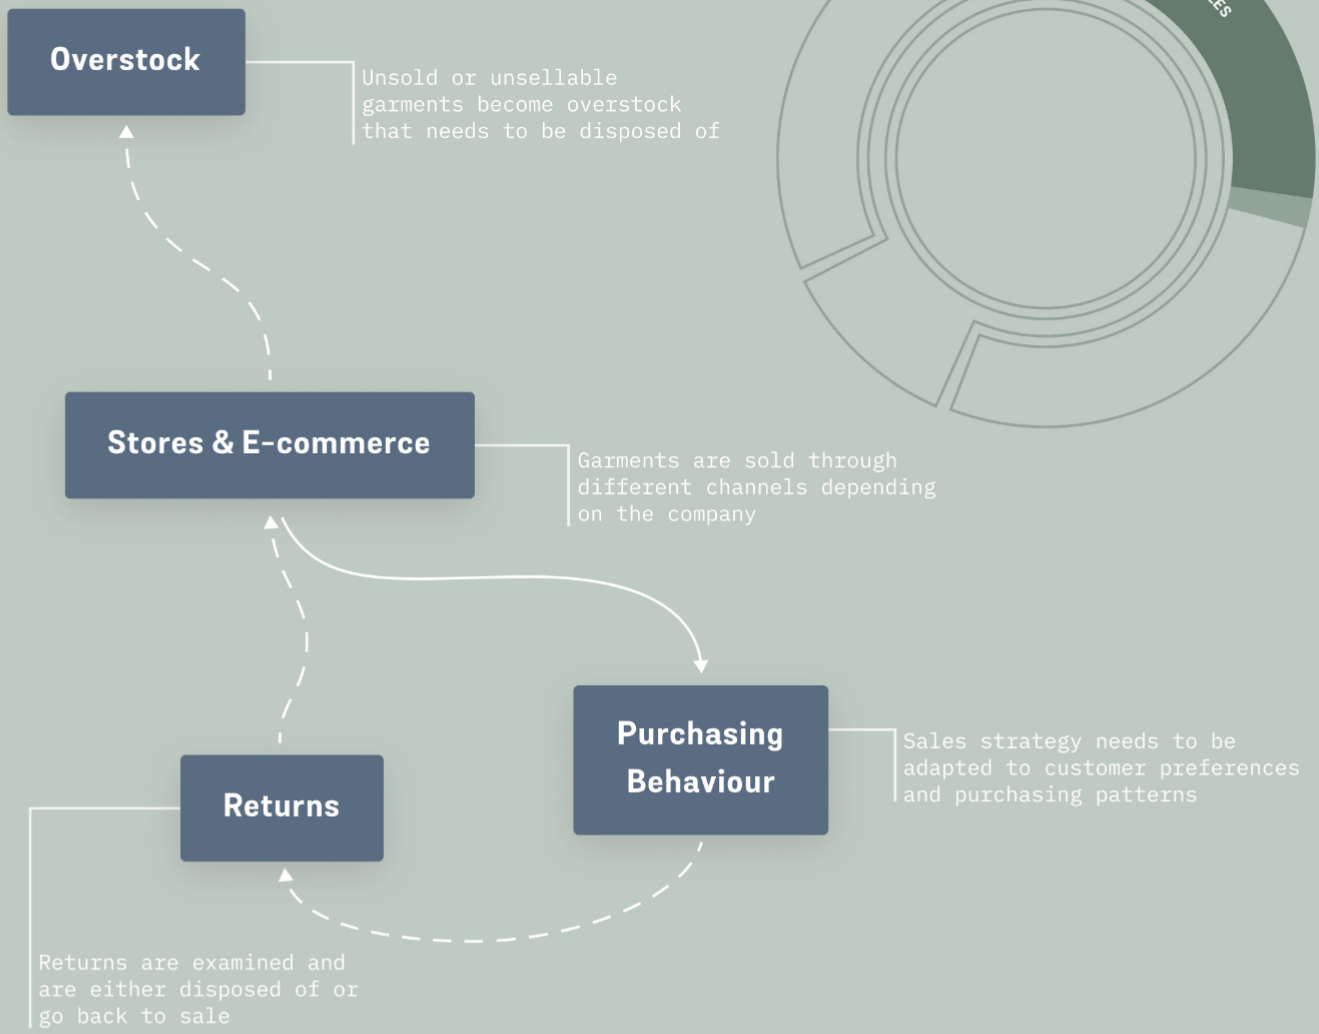 Overstock
Unsold or unsellable
garments become overstock
that needs to be disposed of
Stores & E-commerce
Garments are sold through
different channels depending
on the company
Purchasing
Behaviour
Sales strategy needs to be
adapted to customer preferences
and purchasing patterns
Returns
Returns are examined and
are either disposed of or
go back to sale